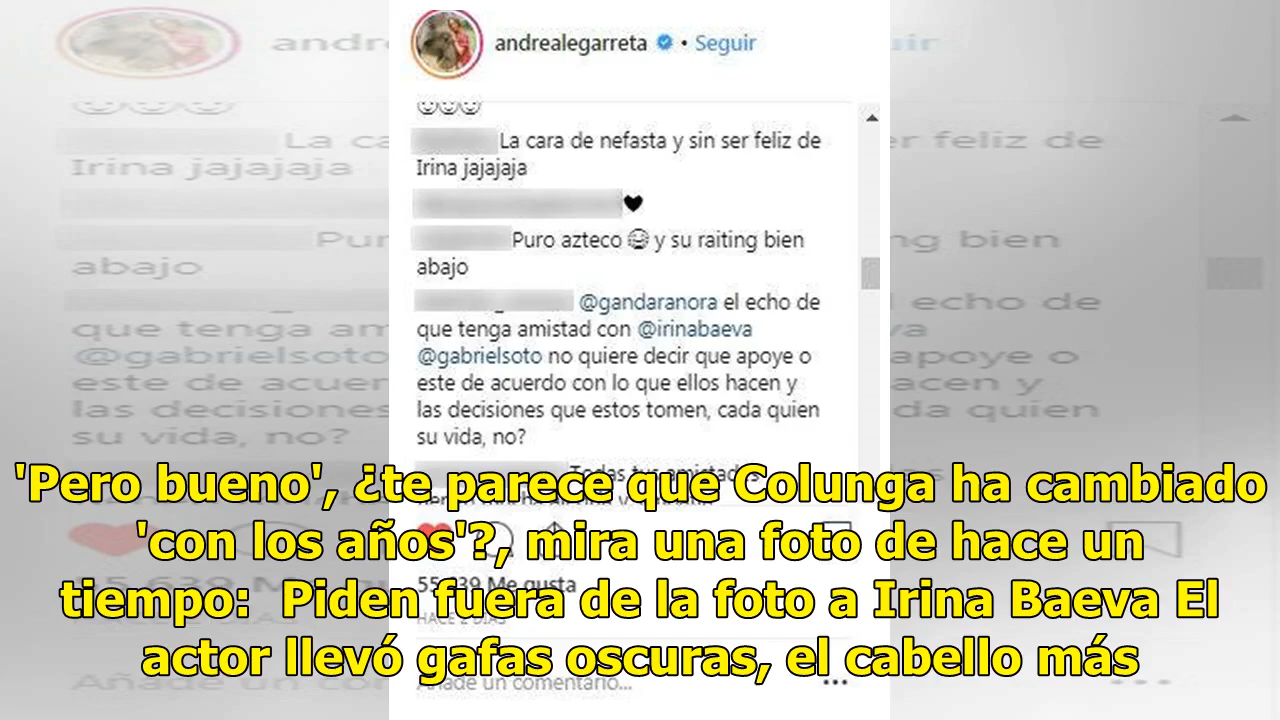 andrealegarreta • Seguir
La cara de nefasta y sin ser feliz de
Irina jajajaja
Puro azteco y su raiting bien
abajo
@gandaranora el echo de
que tenga amistad con @irinabaeva
@gabrielsoto no quiere decir que apoye o
este de acuerdo con lo que ellos hacen y
las decisiones que estos tomen, cada quien
su vida, no?
'Pero bueno', ¿te parece que Colunga ha cambiado
'con los años'?, mira una foto de hace un
tiempo: Piden fuera de la foto a Irina Baeva El
actor llevó gafas oscuras, el cabello más
Me gusta
HACE 2 DÍAS
Añade un comentario...